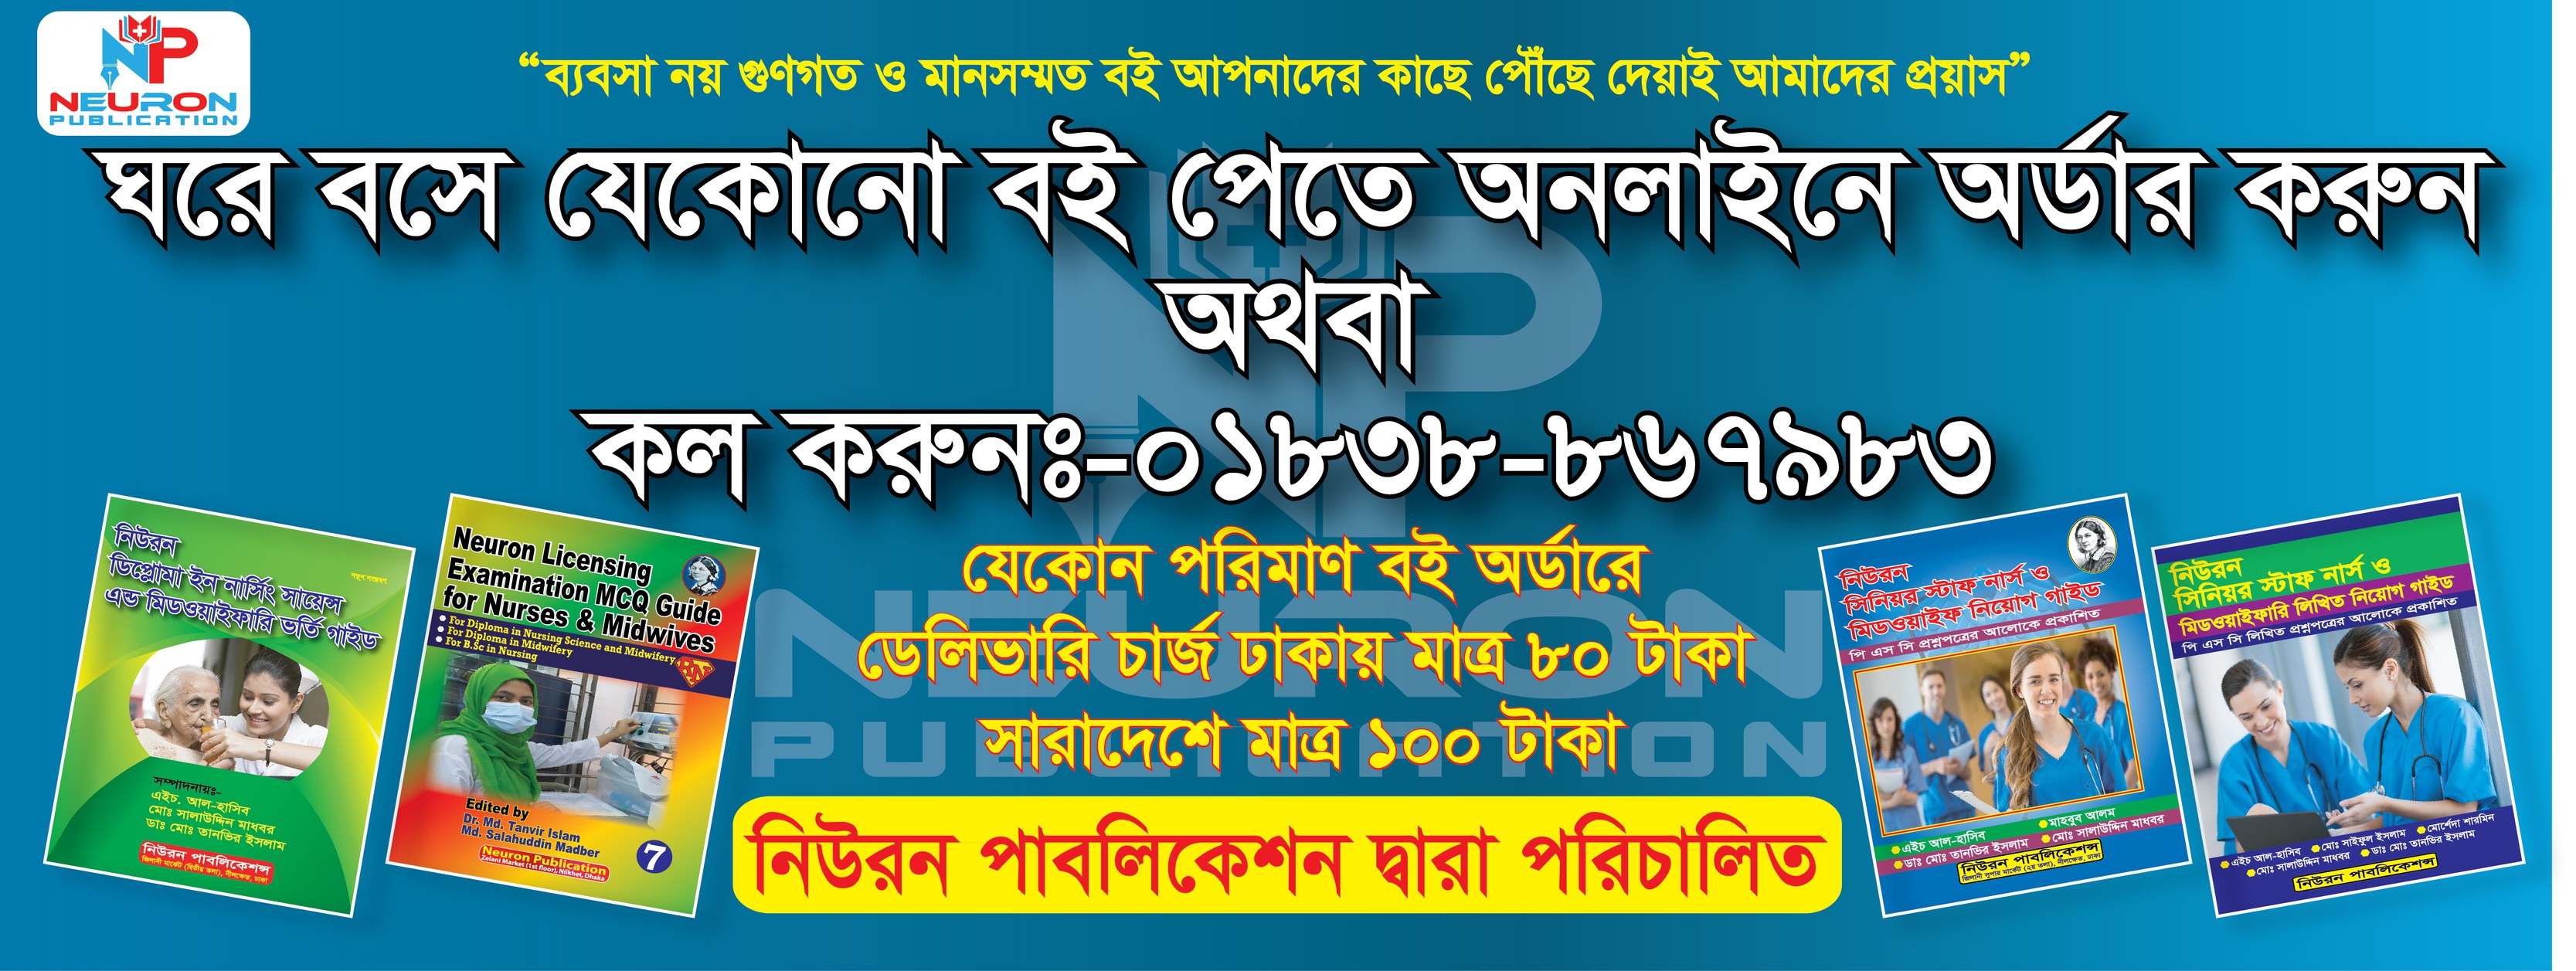 NP
NEURON
PUBLICATION
“ব্যবসা নয় গুণগত ও মানসম্মত বই আপনাদের কাছে পৌঁছে দেয়াই আমাদের প্রয়াস”
ঘরে বসে যেকোনো বই পেতে অনলাইনে অর্ডার করুন
অথবা
কল করুনঃ-০১৮৩৮-৮৬৭৯৮৩
যেকোন পরিমাণ বই অর্ডারে
ডেলিভারি চার্জ ঢাকায় মাত্র ৮০ টাকা
সারাদেশে মাত্র ১০০ টাকা
নিউরন পাবলিকেশন দ্বারা পরিচালিত
NEURON
PUBLICATION
নিউরন
ডিপ্লোমা ইন নার্সিং সায়েন্স
এন্ড মিডওয়াইফারি ভর্তি গাইড
সম্পাদনায়ঃ-
এইচ. আল-হাসিব
মোঃ সালাউদ্দিন মাধবর
ডাঃ মোঃ তানভির ইসলাম
নিউরন পাবলিকেশন্স
জিলানী মার্কেট (দ্বিতীয় তলা), নীলক্ষেত, ঢাকা
Neuron Licensing
Examination MCQ Guide
for Nurses & Midwives
For Diploma in Nursing Science and Midwifery
For Diploma in Midwifery
For B.Sc in Nursing
Edited by
Dr. Md. Tanvir Islam
Md. Salahuddin Madber
Neuron Publication
Zelani Market (1st floor), Nilkhet, Dhaka
7
নিউরন
সিনিয়র স্টাফ নার্স ও
মিডওয়াইফ নিয়োগ গাইড
পি এস সি প্রশ্নপত্রের আলোকে প্রকাশিত
এইচ আল-হাসিব মাহবুব আলম
ডাঃ মোঃ তানভির ইসলাম মোঃ সালাউদ্দিন মাধবর
নিউরন পাবলিকেশন্স
জিলানী সুপার মার্কেট (২য় তলা), নীলক্ষেত, ঢাকা
নিউরন
সিনিয়র স্টাফ নার্স ও
মিডওয়াইফারি লিখিত নিয়োগ গাইড
পি এস সি লিখিত প্রশ্নপত্রের আলোকে প্রকাশিত
এইচ আল-হাসিব মোঃ সাইফুল ইসলাম মোর্শেদা শারমিন
মোঃ সালাউদ্দিন মাধবর ডাঃ মোঃ তানভির ইসলাম
নিউরন পাবলিকেশন্স